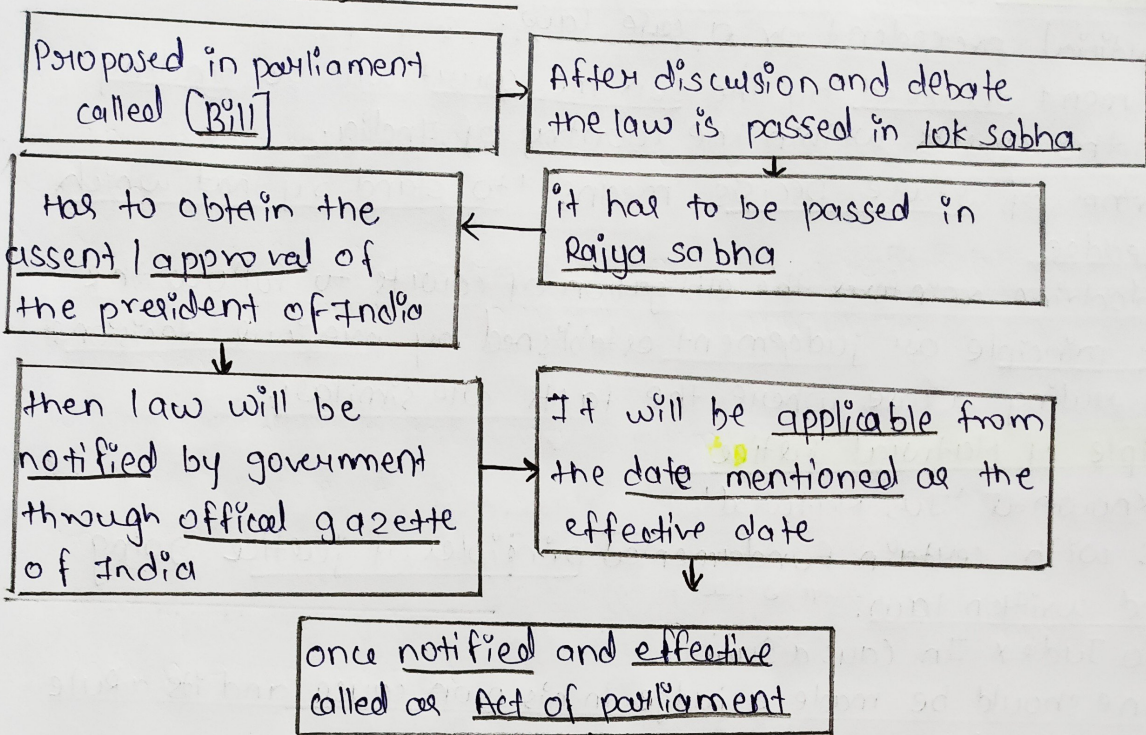 Proposed in parliament
called [Bill]
After discusion and debate
the law is passed in lok sabha
it has to be passed in
Rajya sabha
Has to obtain the
assent / approval of
the president of India
then law will be
notified by government
through offical gazette
of India
It will be applicable from
the date mentioned as the
effective date
once notified and effective
called as Act of parliament